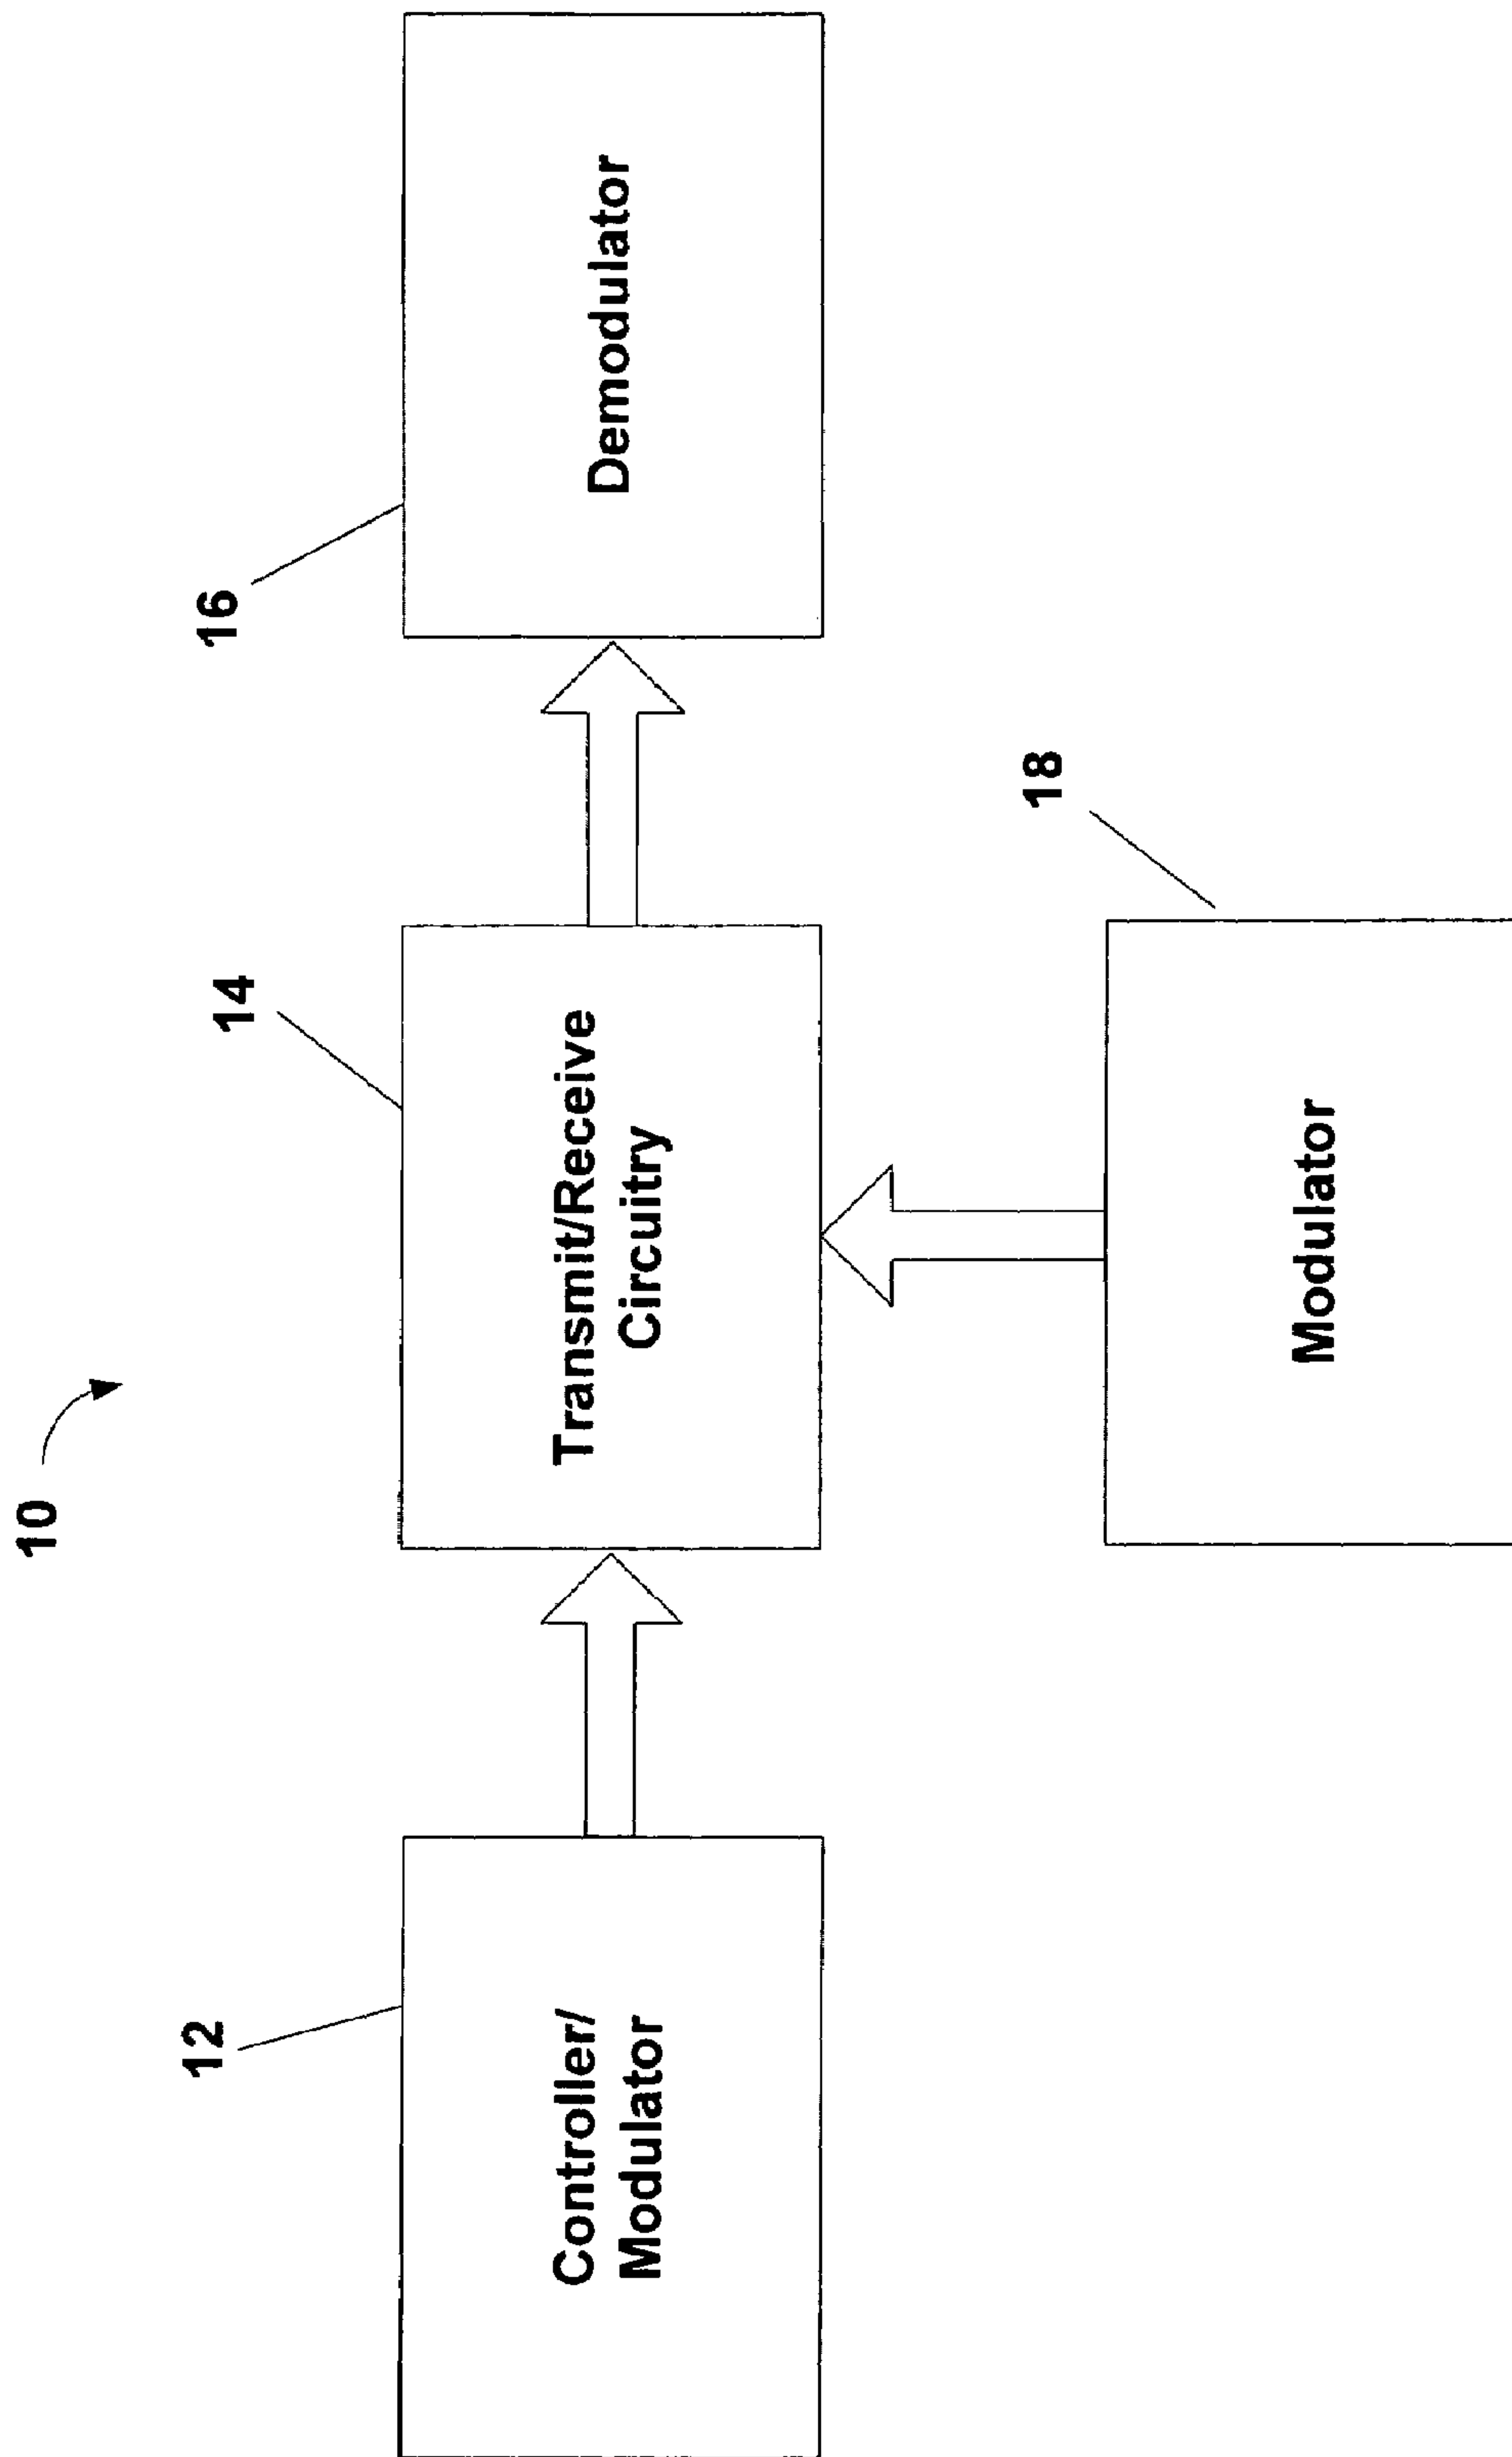 10
12
Controller/
Modulator
14
Transmit/Receive
Circuitry
16
Demodulator
18
Modulator